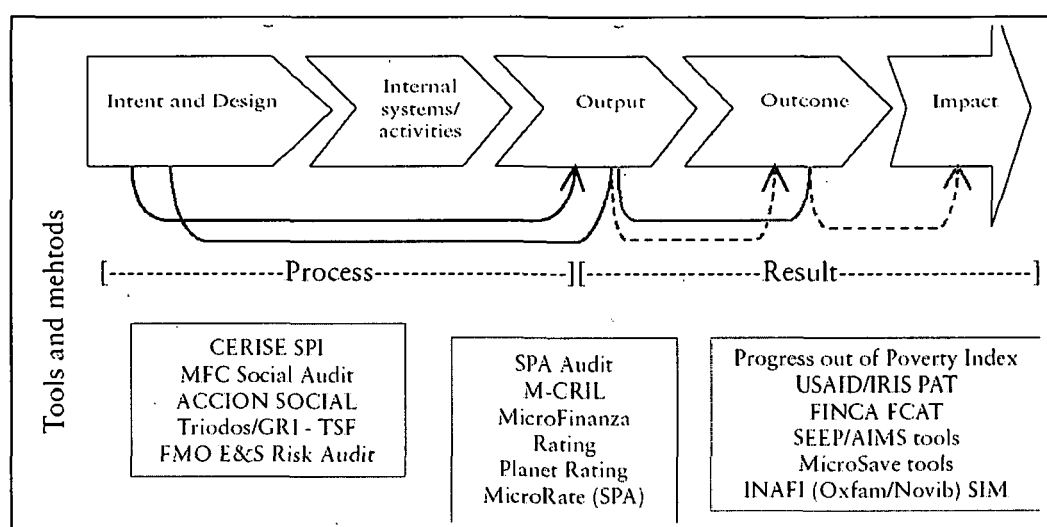 Intent and Design
Internal
systems/
activities
Output
Outcome
Impact
[-----------------------Process-----------------------][-----------------------Result-----------------------]
Tools and mehtods
CERISE SPI
MFC Social Audit
ACCION SOCIAL
Triodos/GRI - TSF
FMO E&S Risk Audit
SPA Audit
M-CRIL
MicroFinanza
Rating
Planet Rating
MicroRate (SPA)
Progress out of Poverty Index
USAID/IRIS PAT
FINCA FCAT
SEEP/AIMS tools
MicroSave tools
INAFI (Oxfam/Novib) SIM